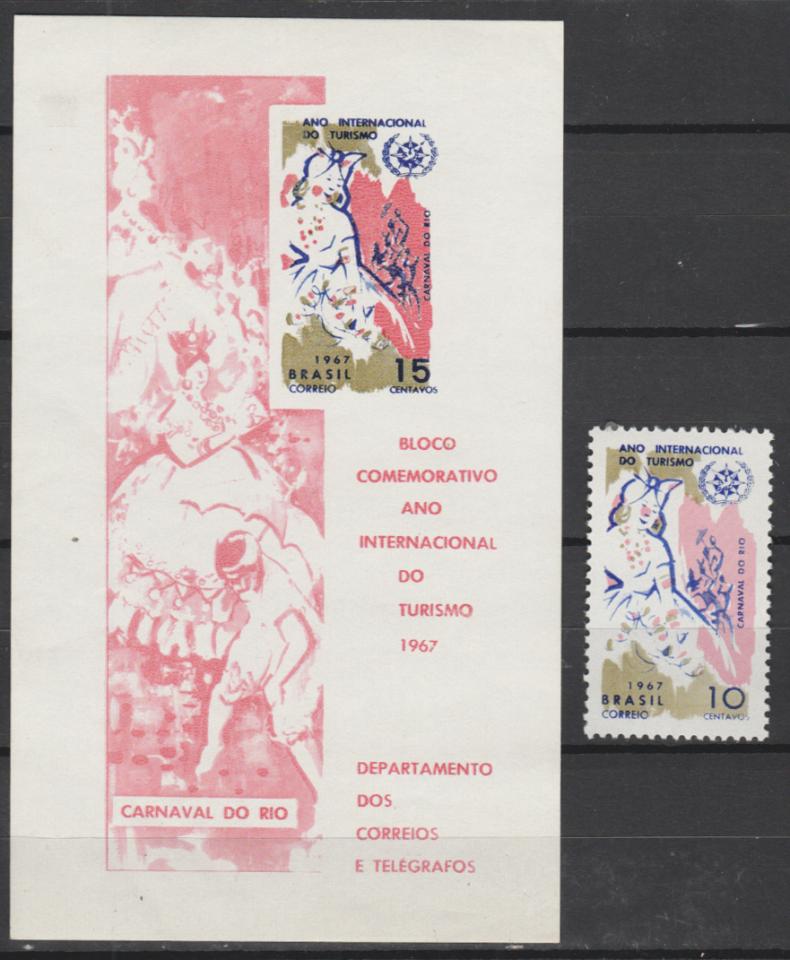 ANO INTERNACIONAL
DO TURISMO
CARNAVAL DO RIO
1967
BRASIL
CORREIO
15
CENTAVOS
BLOCO
COMEMORATIVO
ANO
INTERNACIONAL
DO
TURISMO
1967
CARNAVAL DO RIO
DEPARTAMENTO
DOS
CORREIOS
E TELÉGRAFOS
ANO INTERNACIONAL
DO TURISMO
CARNAVAL DO RIO
1967
BRASIL
CORREIO
10
CENTAVOS